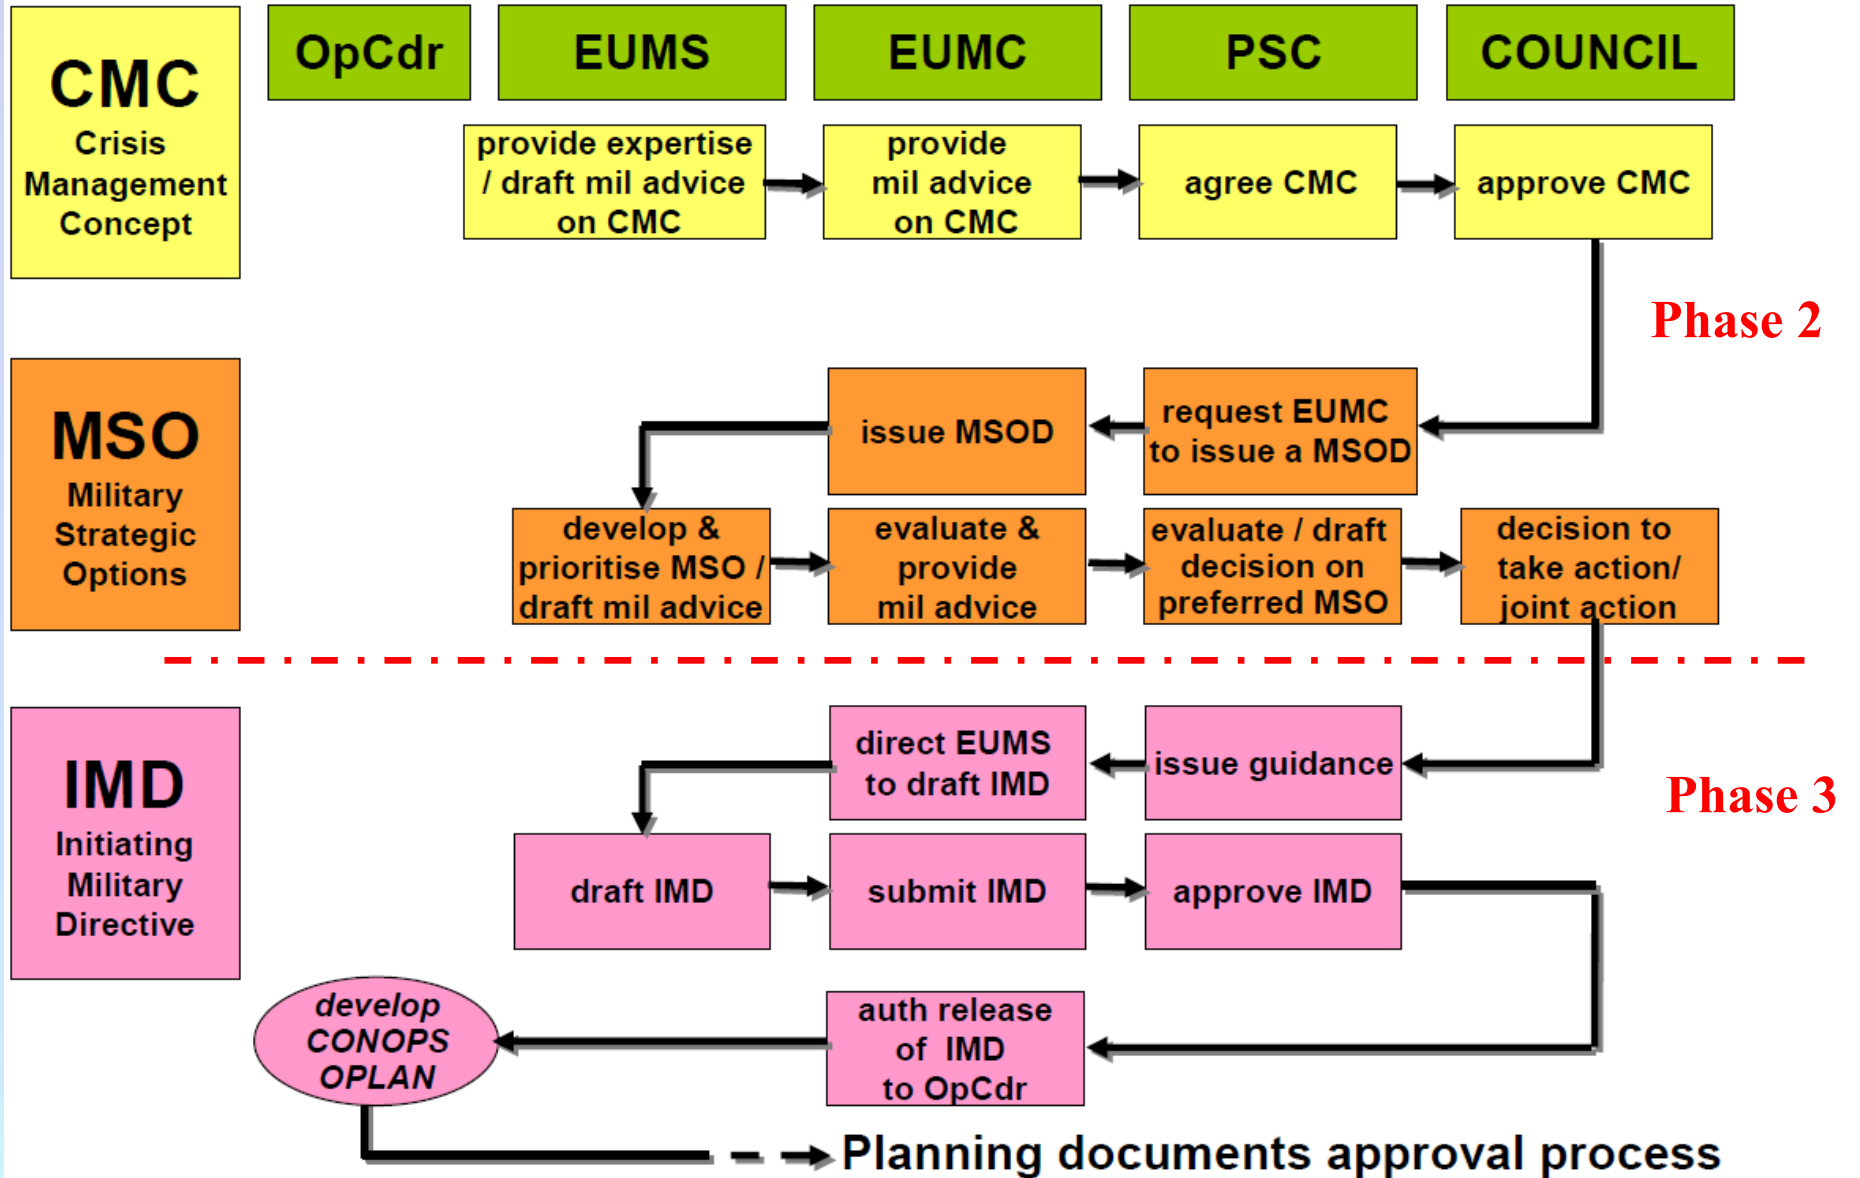 CMC
Crisis
Management
Concept
OpCdr
EUMS
EUMC
PSC
COUNCIL
provide expertise
/ draft mil advice
on CMC
provide
mil advice
on CMC
agree CMC
approve CMC
Phase 2
MSO
Military
Strategic
Options
issue MSOD
request EUMC
to issue a MSOD
develop &
prioritise MSO /
draft mil advice
evaluate &
provide
mil advice
evaluate / draft
decision on
preferred MSO
decision to
take action/
joint action
IMD
Initiating
Military
Directive
direct EUMS
to draft IMD
issue guidance
Phase 3
draft IMD
submit IMD
approve IMD
develop
CONOPS
OPLAN
auth release
of IMD
to OpCdr
Planning documents approval process